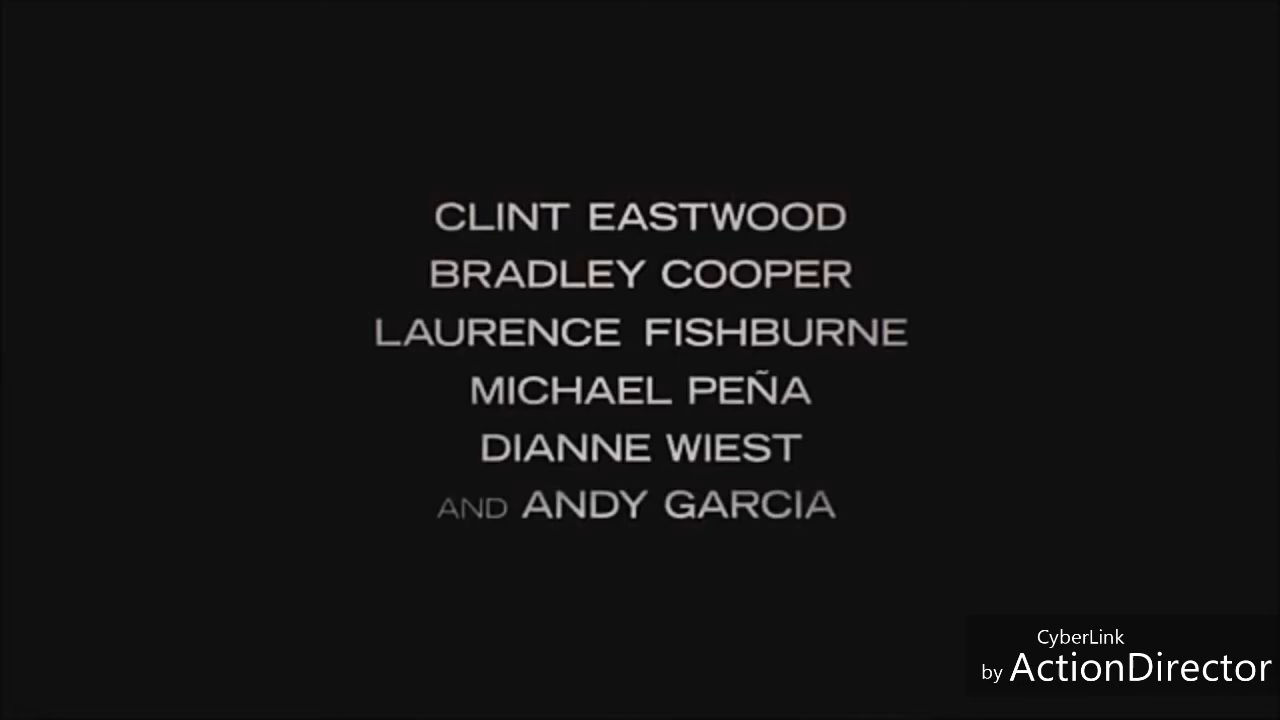 CLINT EASTWOOD
BRADLEY COOPER
LAURENCE FISHBURNE
MICHAEL PEÑA
DIANNE WIEST
AND ANDY GARCIA
CyberLink
by ActionDirector